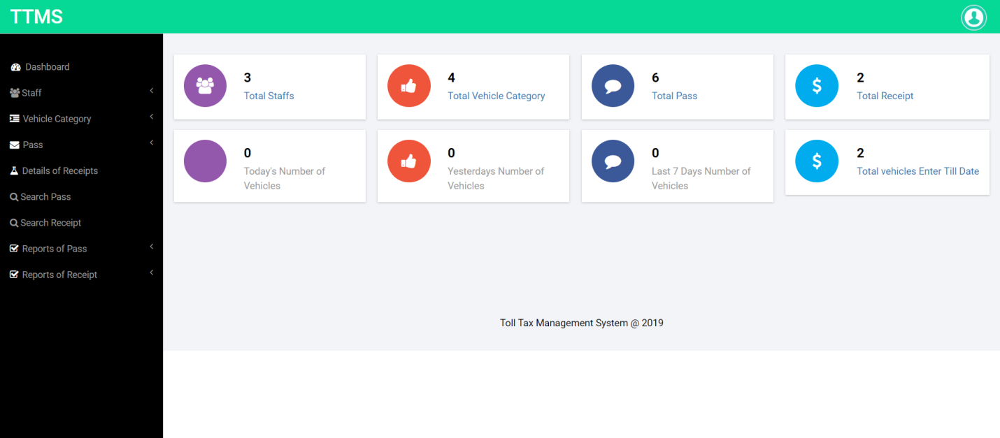 TTMS
Dashboard
Staff
Vehicle Category
Pass
Details of Receipts
Search Pass
Search Receipt
Reports of Pass
Reports of Receipt
3
Total Staffs
4
Total Vehicle Category
6
Total Pass
2
Total Receipt
0
Today's Number of
Vehicles
0
Yesterdays Number of
Vehicles
0
Last 7 Days Number of
Vehicles
2
Total vehicles Enter Till Date
Toll Tax Management System @ 2019